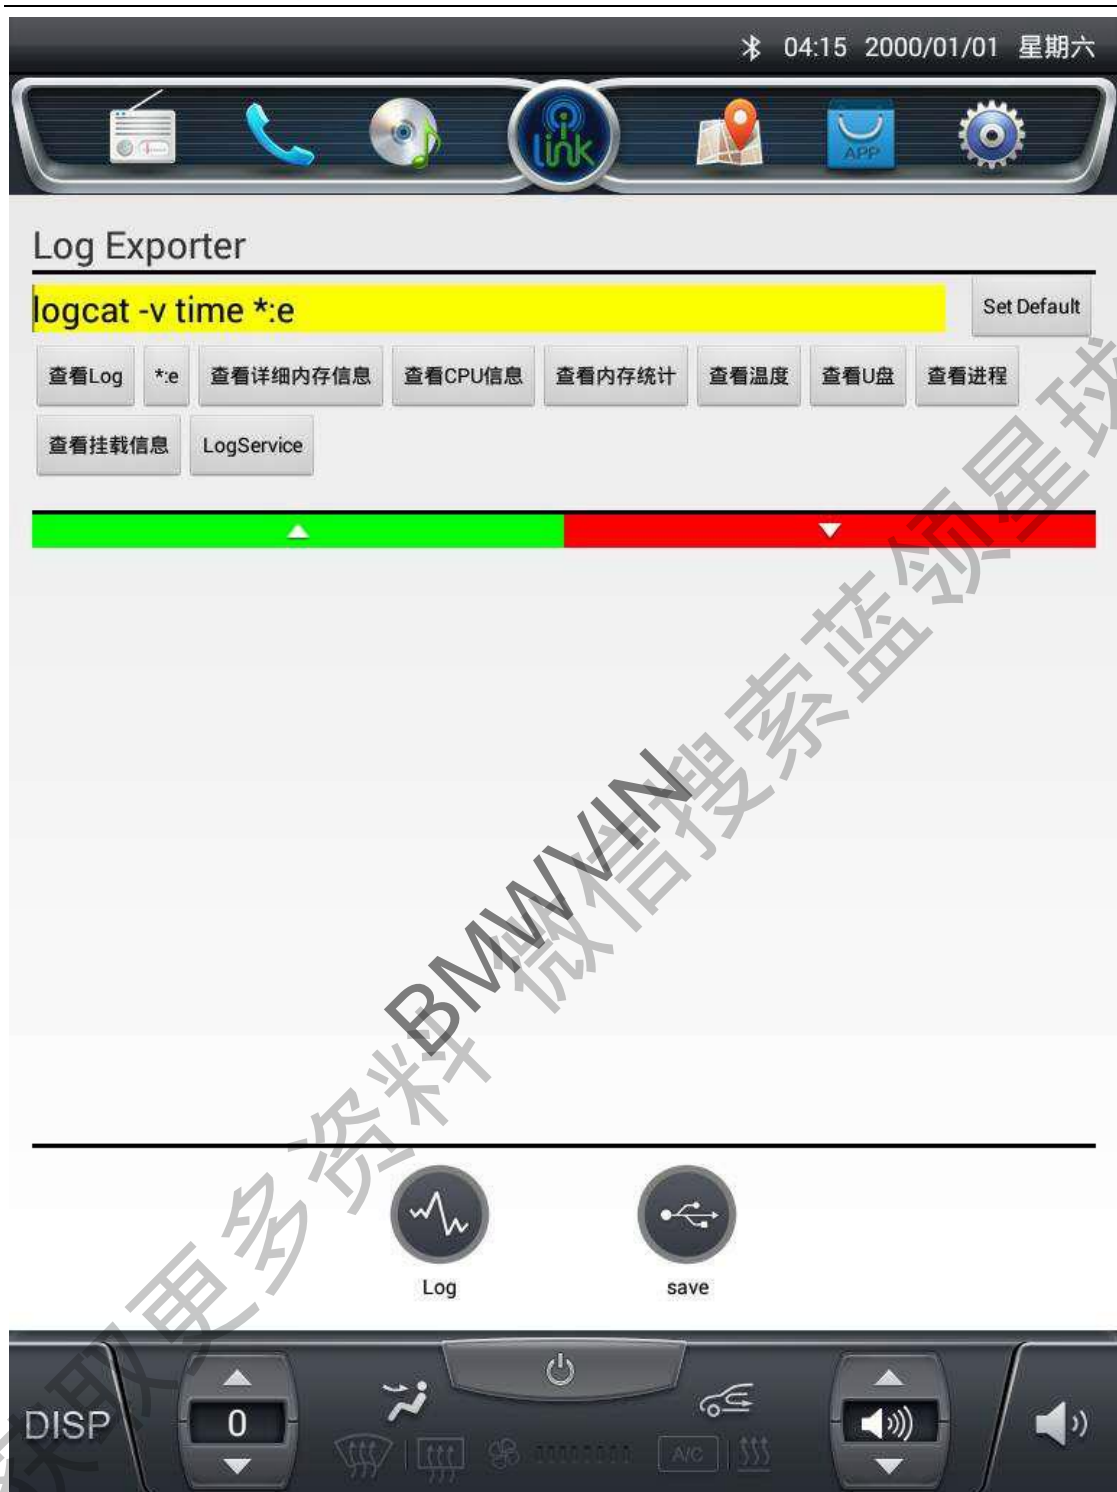 04:15 2000/01/01 星期六
link
APP
Log Exporter
logcat -v time *:e
Set Default
查看Log *:e 查看详细内存信息 查看CPU信息 查看内存统计 查看温度 查看U盘 查看进程
查看挂载信息 LogService
获取更多资料 微信搜索蓝领星球
BMWVIN
Log save
DISP 0
A/C